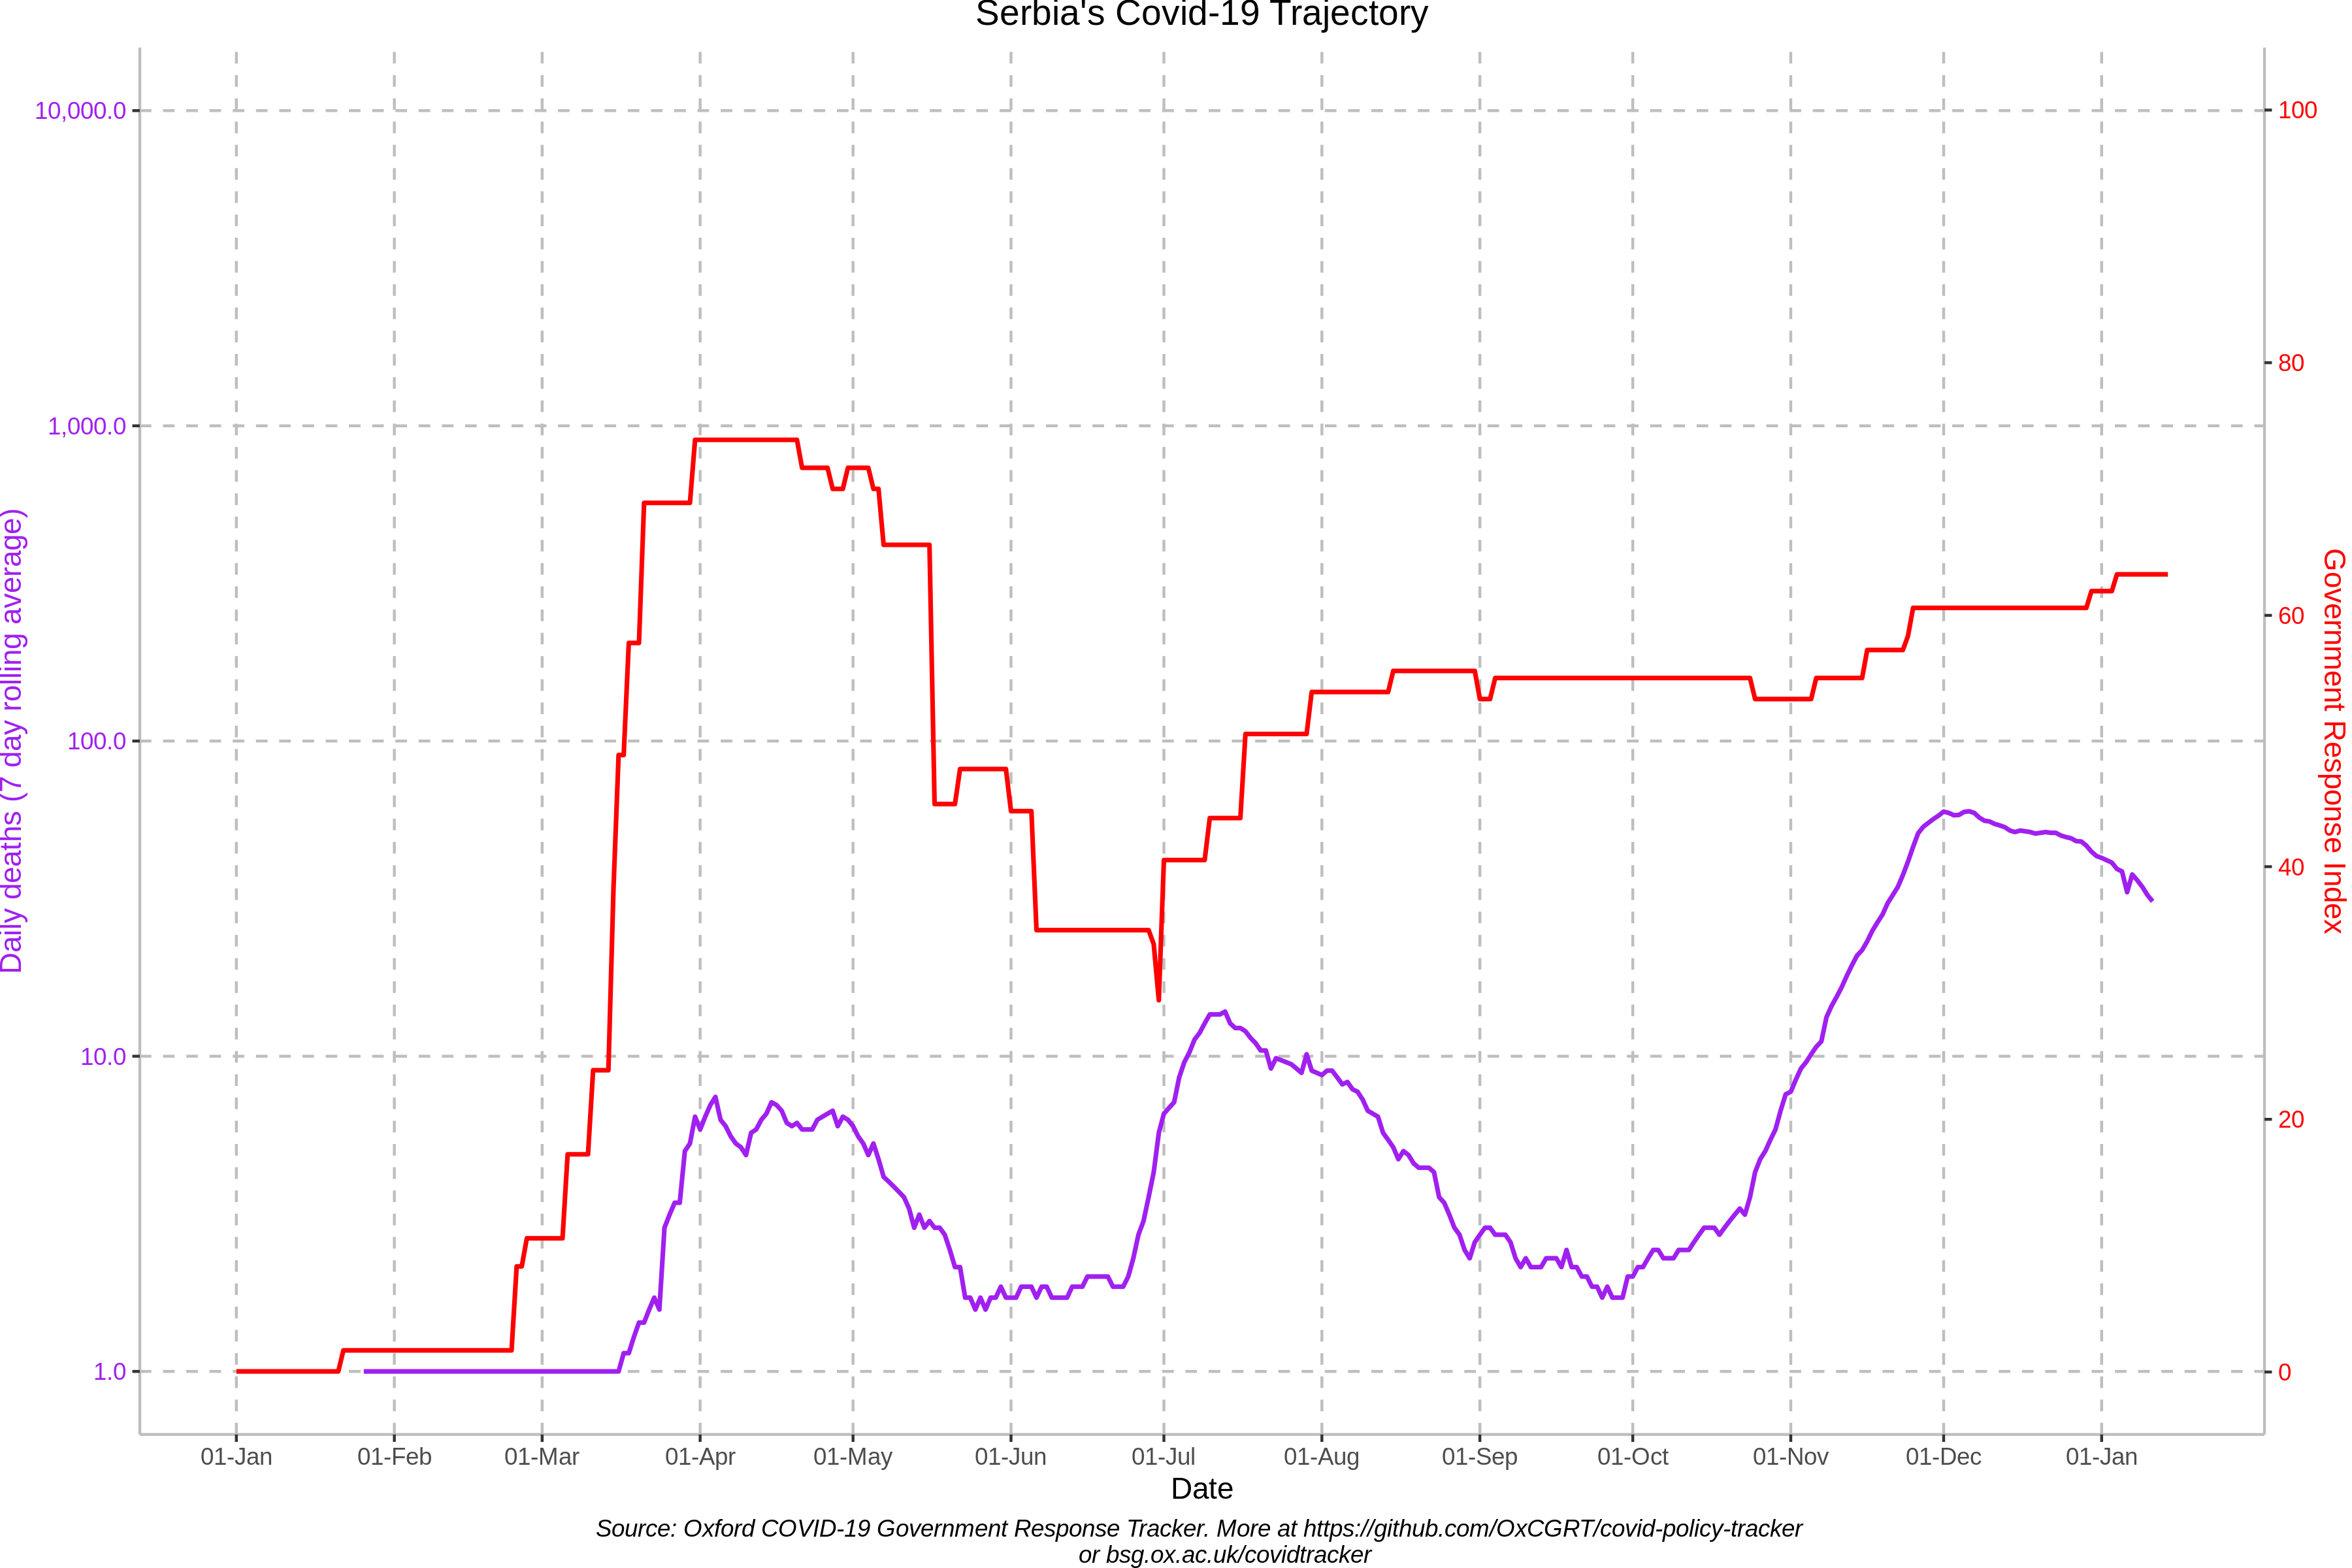 Serbia's Covid-19 Trajectory
10,000.0
1,000.0
100.0
10.0
1.0
Daily deaths (7 day rolling average)
100
80
60
40
20
0
Government Response Index
01-Jan 01-Feb 01-Mar 01-Apr 01-May 01-Jun 01-Jul 01-Aug 01-Sep 01-Oct 01-Nov 01-Dec 01-Jan
Date
Source: Oxford COVID-19 Government Response Tracker. More at https://github.com/OxCGRT/covid-policy-tracker
or bsg.ox.ac.uk/covidtracker